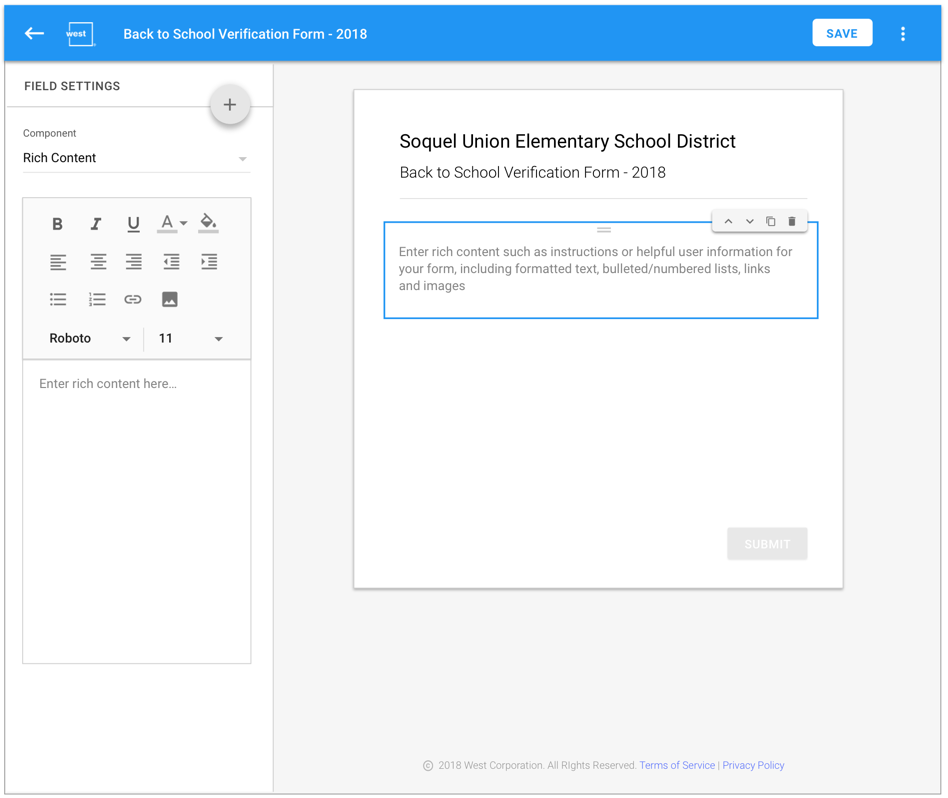 west
Back to School Verification Form - 2018
SAVE
FIELD SETTINGS
Component
Rich Content
B I U A
Roboto 11
Enter rich content here...
Soquel Union Elementary School District
Back to School Verification Form - 2018
Enter rich content such as instructions or helpful user information for
your form, including formatted text, bulleted/numbered lists, links
and images
SUBMIT
© 2018 West Corporation. All Rights Reserved. Terms of Service | Privacy Policy